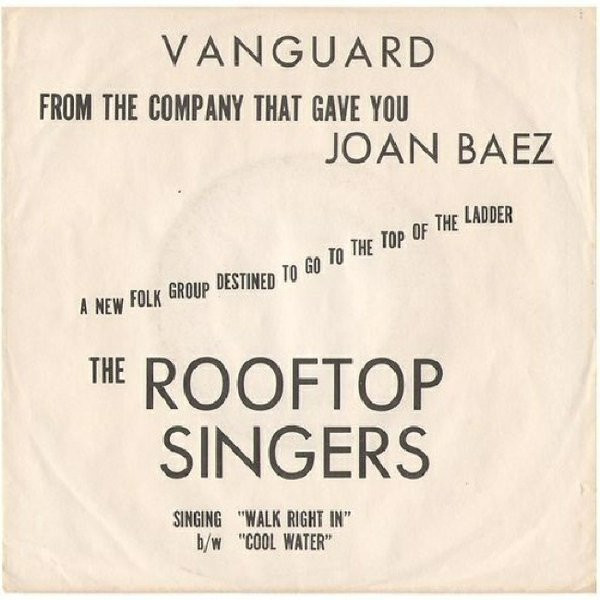 VANGUARD
FROM THE COMPANY THAT GAVE YOU
JOAN BAEZ
A NEW FOLK GROUP DESTINED TO GO TO THE TOP OF THE LADDER
THE ROOFTOP
SINGERS
SINGING "WALK RIGHT IN"
b/w "COOL WATER"